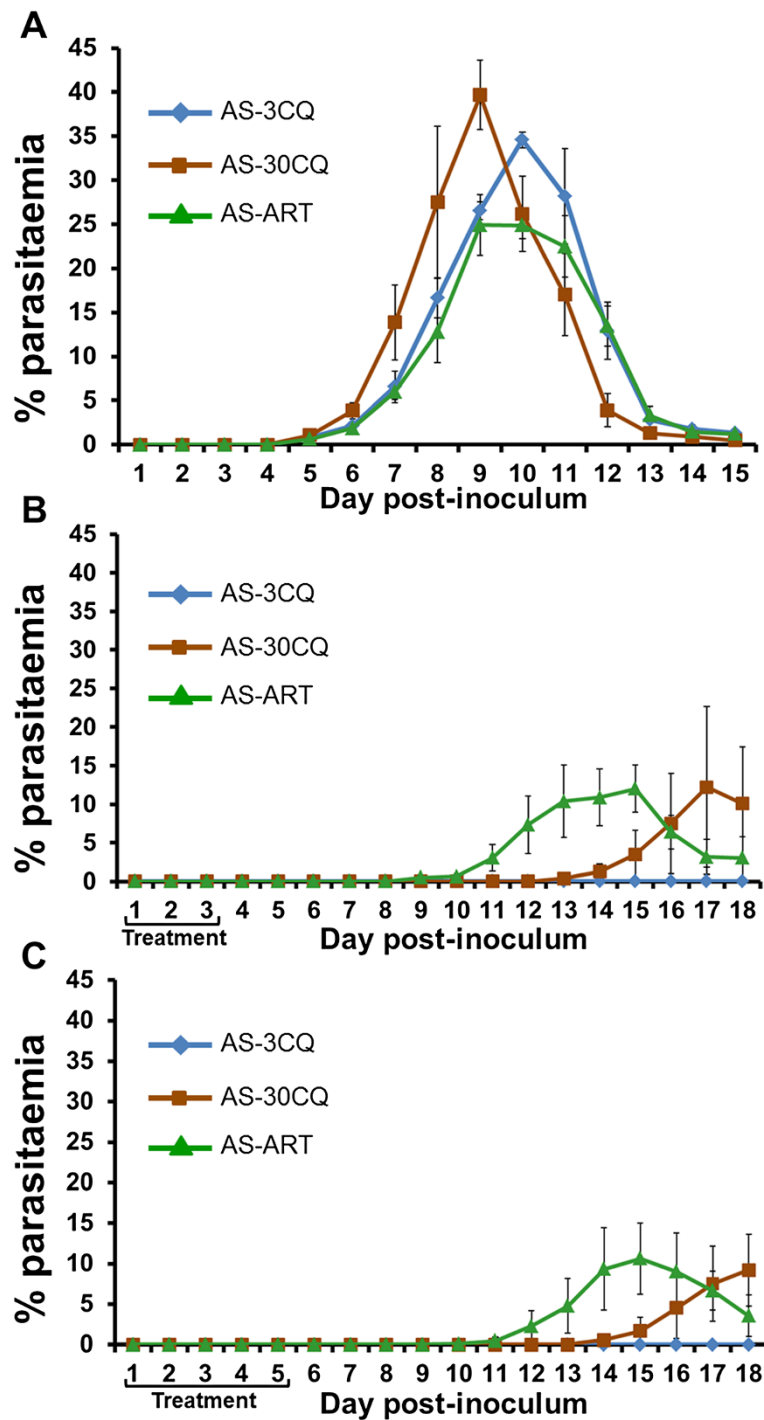 A
% parasitaemia
45
40
35
30
25
20
15
10
5
0
AS-3CQ
AS-30CQ
AS-ART
1 2 3 4 5 6 7 8 9 10 11 12 13 14 15
Day post-inoculum
B
% parasitaemia
45
40
35
30
25
20
15
10
5
0
AS-3CQ
AS-30CQ
AS-ART
1 2 3 4 5 6 7 8 9 10 11 12 13 14 15 16 17 18
Treatment
Day post-inoculum
C
% parasitaemia
45
40
35
30
25
20
15
10
5
0
AS-3CQ
AS-30CQ
AS-ART
1 2 3 4 5 6 7 8 9 10 11 12 13 14 15 16 17 18
Treatment
Day post-inoculum